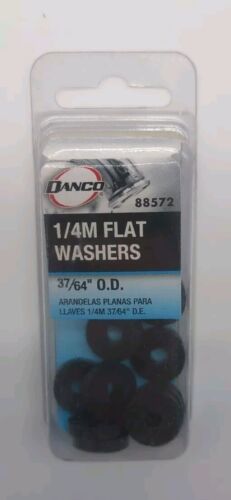 DANCO
88572
1/4M FLAT
WASHERS
37/64" O.D.
ARANDELAS PLANAS PARA
LLAVES 1/4M 37/64" D.E.